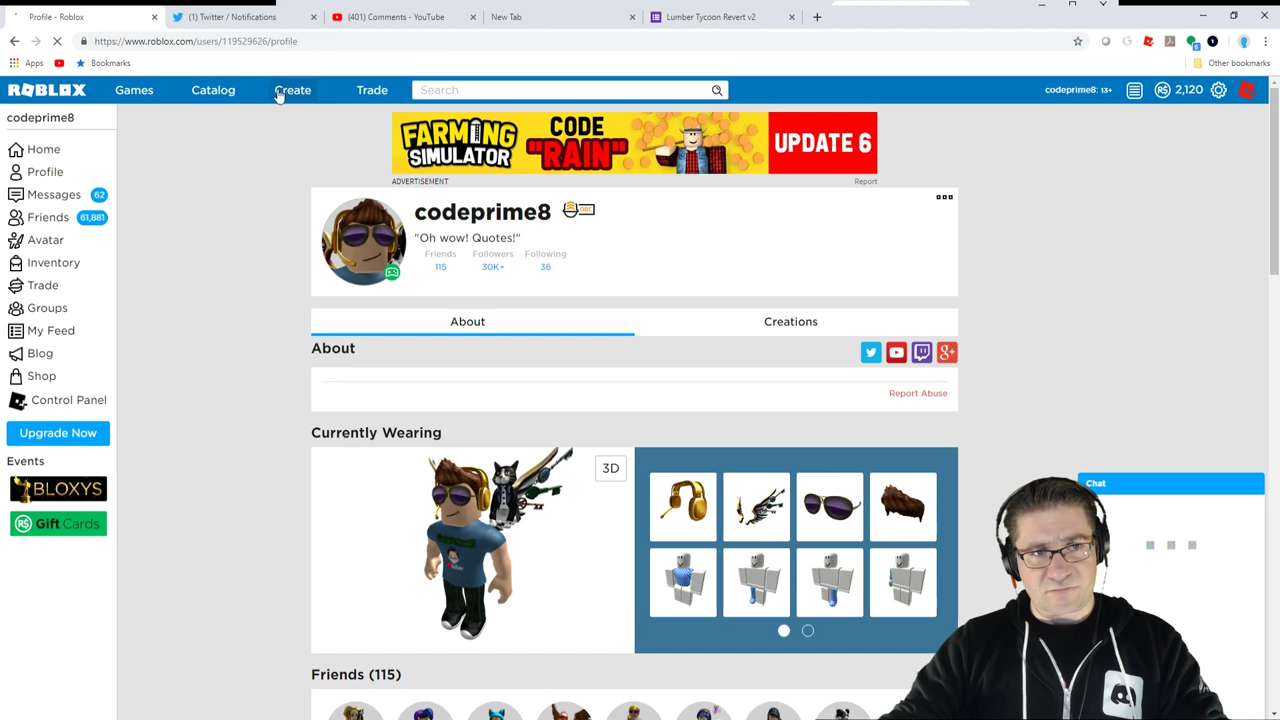 Profile - Roblox
(1) Twitter / Notifications
(401) Comments - YouTube
New Tab
Lumber Tycoon Revert v2
https://www.roblox.com/users/119529626/profile
Apps
Bookmarks
Other bookmarks
ROBLOX
Games
Catalog
Create
Trade
Search
codeprime8: 13+
2,120
codeprime8
Home
Profile
Messages 62
Friends 61,881
Avatar
Inventory
Trade
Groups
My Feed
Blog
Shop
Control Panel
Upgrade Now
Events
BLOXYS
Gift Cards
FARMING SIMULATOR
CODE "RAIN"
UPDATE 6
ADVERTISEMENT
Report
codeprime8
OBC
"Oh wow! Quotes!"
Friends Followers Following
115 30K+ 36
About
Creations
About
Report Abuse
Currently Wearing
3D
Friends (115)
Chat